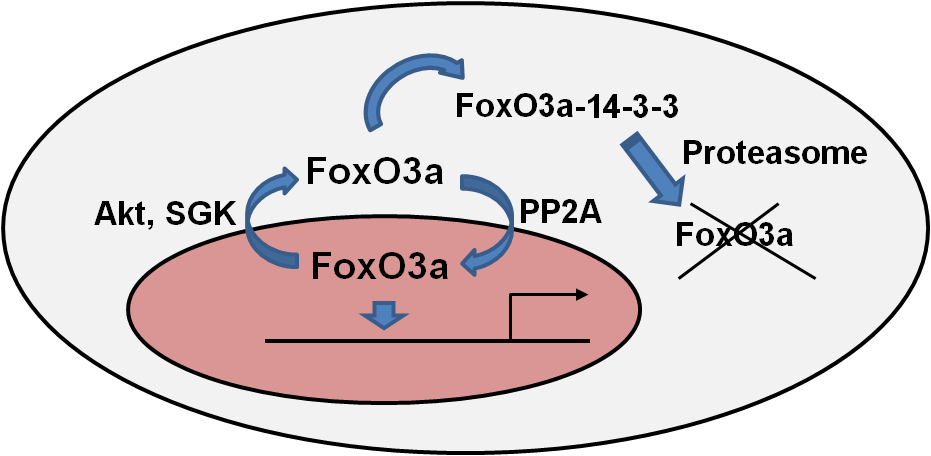 FoxO3a-14-3-3
Proteasome
FoxO3a
Akt, SGK
PP2A
FoxO3a
FoxO3a